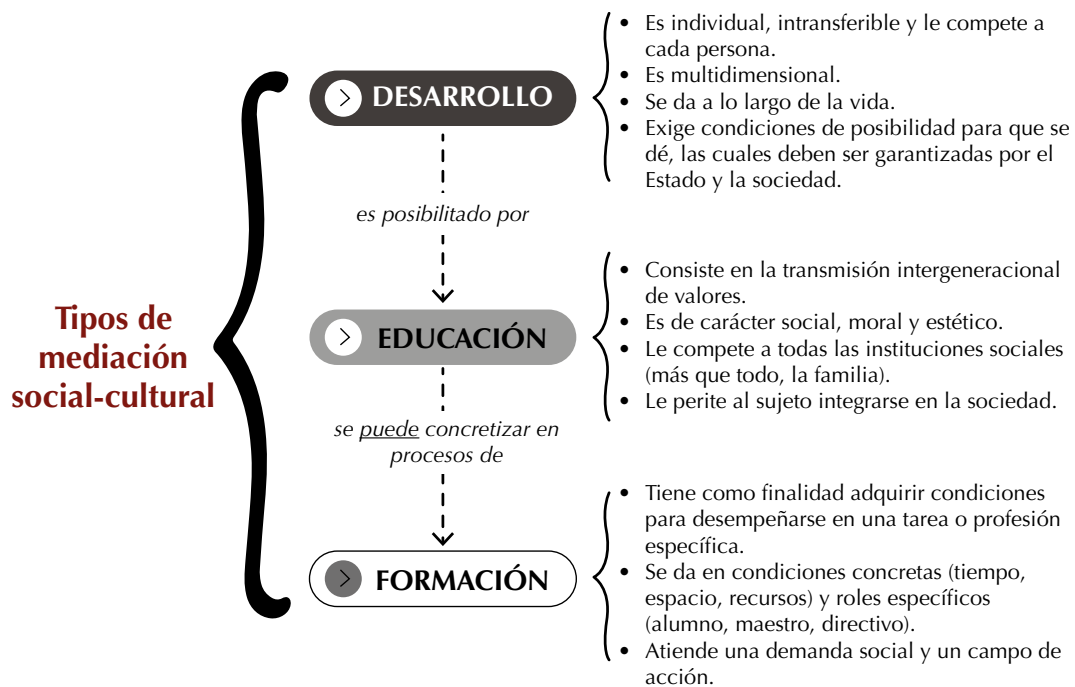 Tipos de
mediación
social-cultural
DESARROLLO
• Es individual, intransferible y le compete a
cada persona.
• Es multidimensional.
• Se da a lo largo de la vida.
• Exige condiciones de posibilidad para que se
dé, las cuales deben ser garantizadas por el
Estado y la sociedad.
es posibilitado por
EDUCACIÓN
• Consiste en la transmisión intergeneracional
de valores.
• Es de carácter social, moral y estético.
• Le compete a todas las instituciones sociales
(más que todo, la familia).
• Le perite al sujeto integrarse en la sociedad.
se puede concretizar en
procesos de
FORMACIÓN
• Tiene como finalidad adquirir condiciones
para desempeñarse en una tarea o profesión
específica.
• Se da en condiciones concretas (tiempo,
espacio, recursos) y roles específicos
(alumno, maestro, directivo).
• Atiende una demanda social y un campo de
acción.